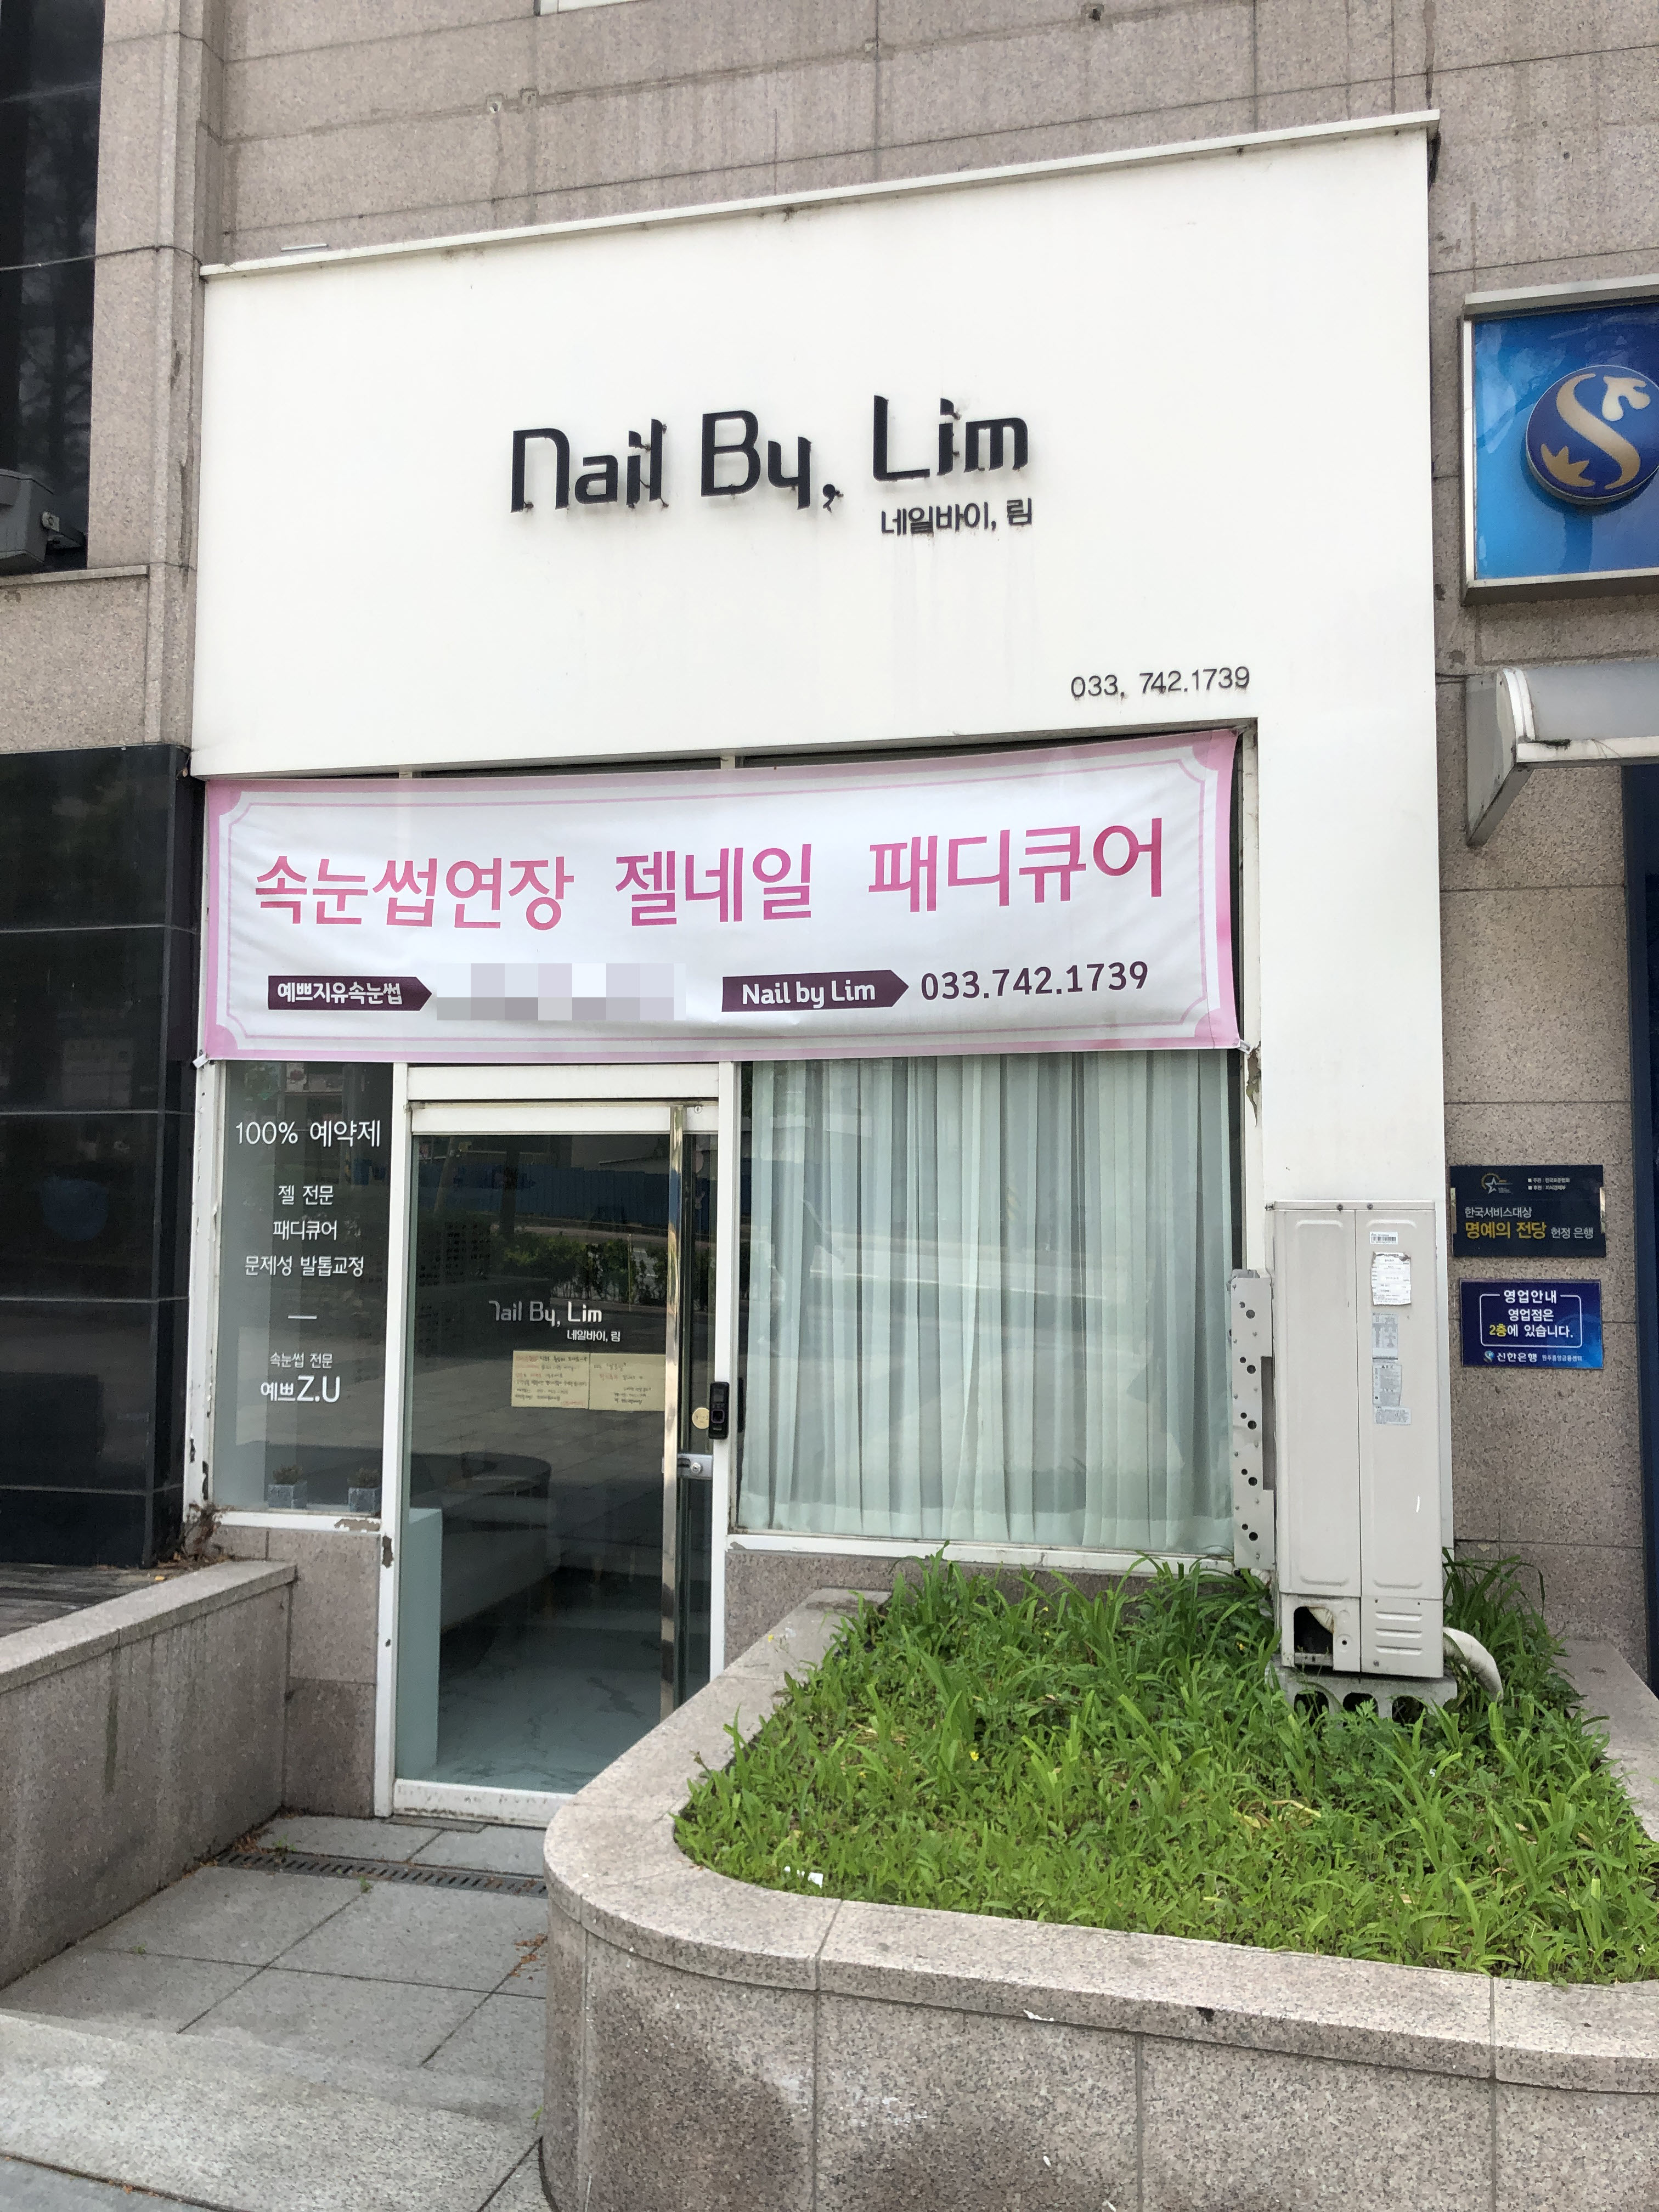 Nail By, Lim
네일바이, 림
033. 742.1739
속눈썹연장 젤네일 패디큐어
예쁘지유속눈썹
Nail by Lim 033.742.1739
100% 예약제
젤 전문
패디큐어
문제성 발톱교정
속눈썹 전문
예쁘Z.U
Nail By, Lim
네일바이, 림
한국서비스대상
명예의 전당 헌정 은행
영업안내
영업점은
2층에 있습니다.
신한은행